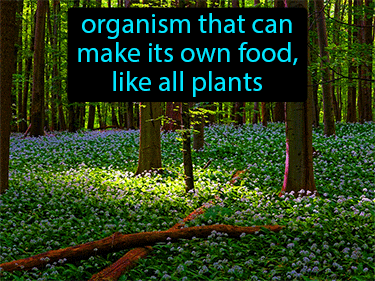 organism that can
make its own food,
like all plants